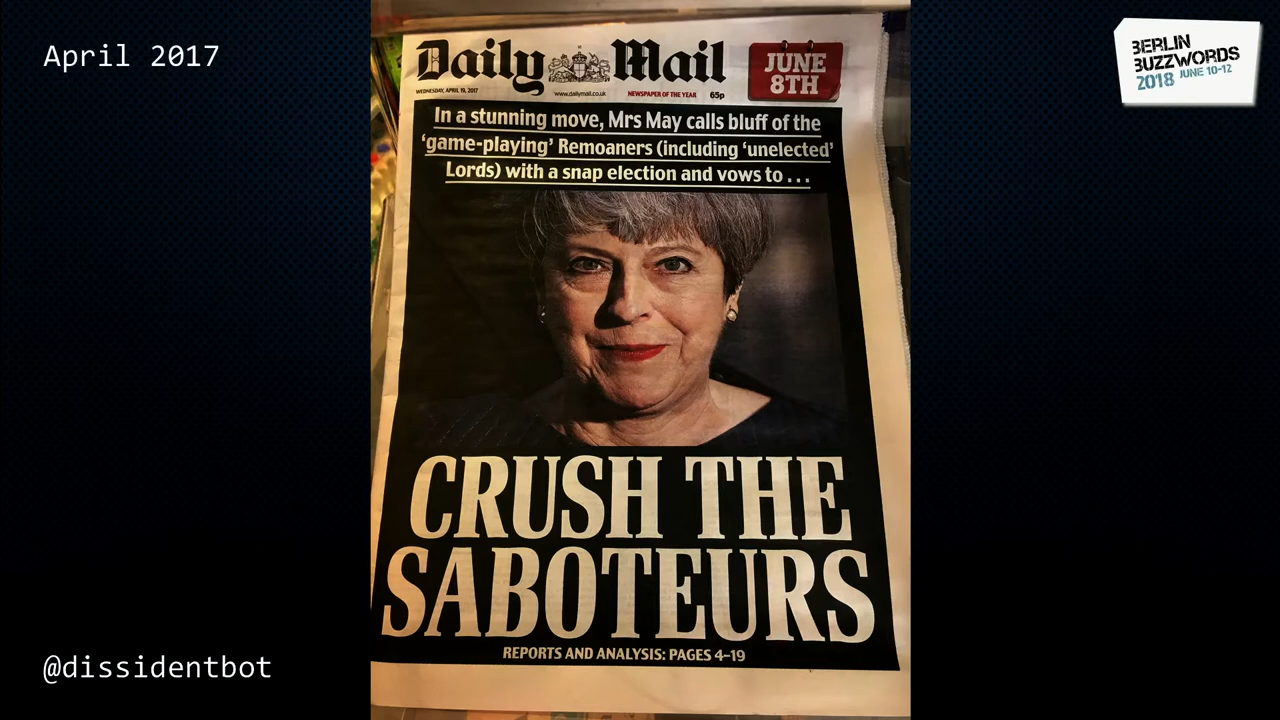 April 2017
BERLIN
BUZZWORDS
2018 JUNE 10-12
Daily Mail
JUNE
8TH
WEDNESDAY, APRIL 19, 2017
www.dailymail.co.uk
NEWSPAPER OF THE YEAR
65p
In a stunning move, Mrs May calls bluff of the
‘game-playing’ Remoaners (including ‘unelected’
Lords) with a snap election and vows to . . .
CRUSH THE
SABOTEURS
REPORTS AND ANALYSIS: PAGES 4–19
@dissidentbot